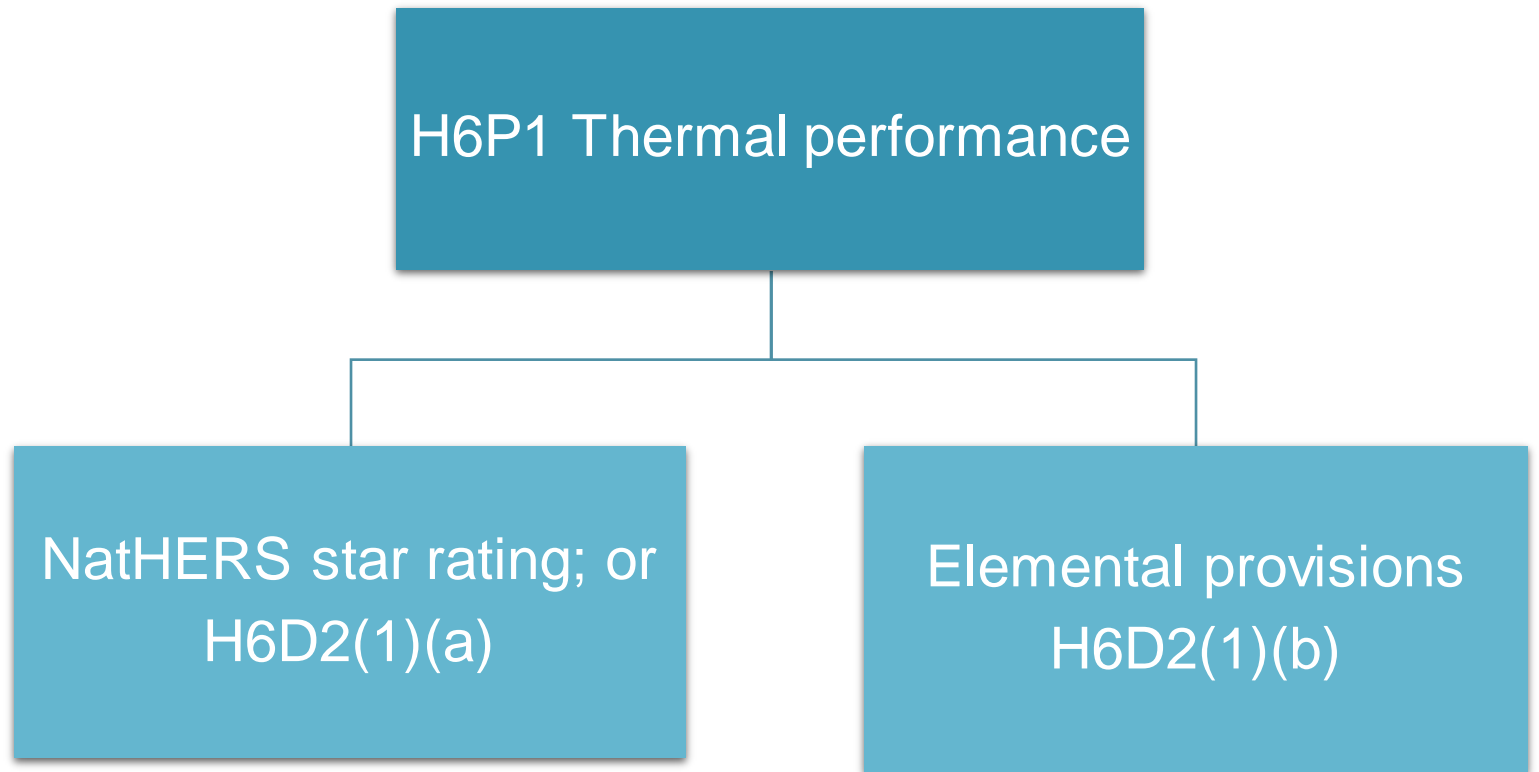 H6P1 Thermal performance
NatHERS star rating; or
H6D2(1)(a)
Elemental provisions
H6D2(1)(b)